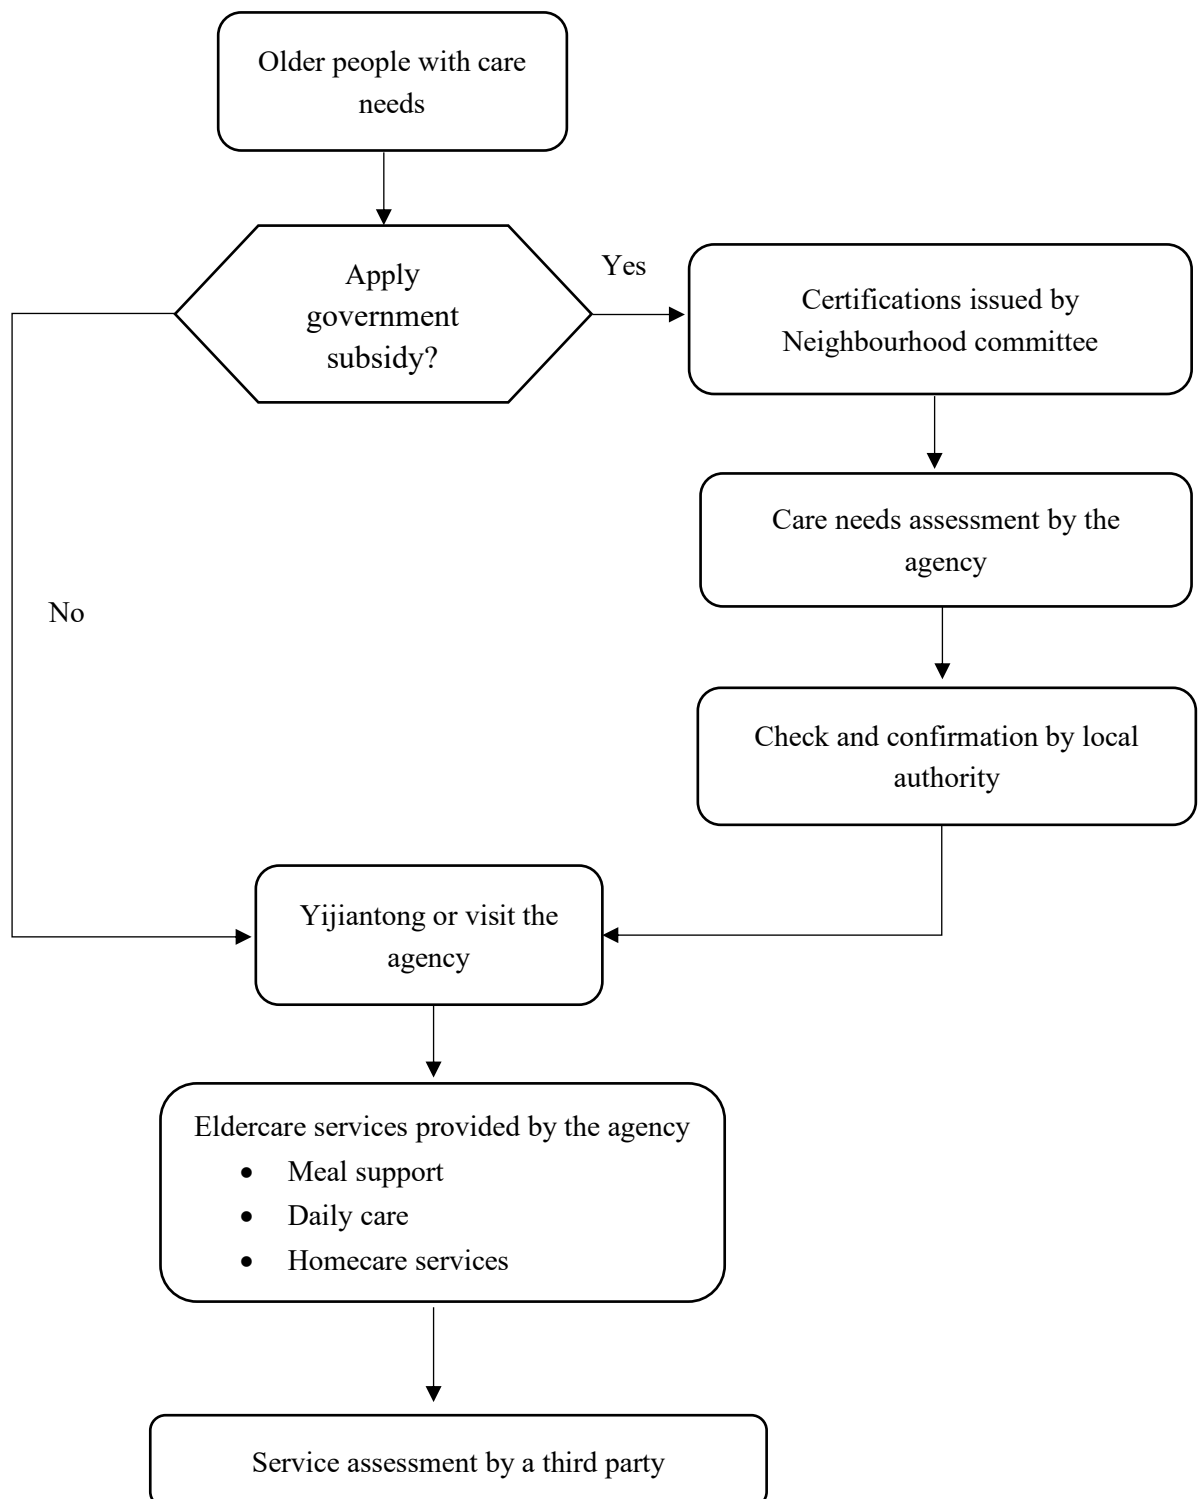 Older people with care
needs
Apply
government
subsidy?
Yes
Certifications issued by
Neighbourhood committee
Care needs assessment by the
agency
No
Check and confirmation by local
authority
Yijiantong or visit the
agency
Eldercare services provided by the agency
• Meal support
• Daily care
• Homecare services
Service assessment by a third party